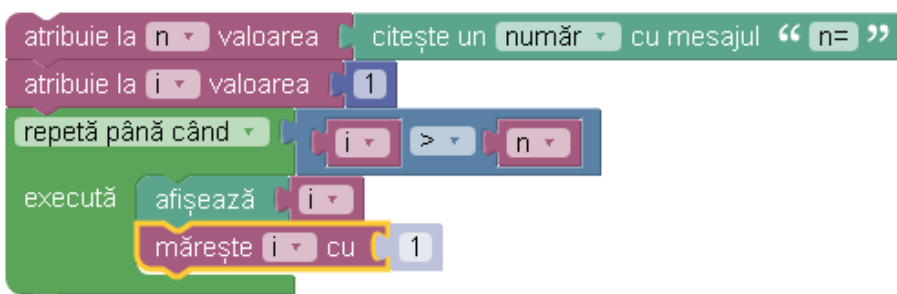 atribuie la n valoarea citește un număr cu mesajul “ n= ”
atribuie la i valoarea 1
repetă până când i > n
execută afișează i
mărește i cu 1